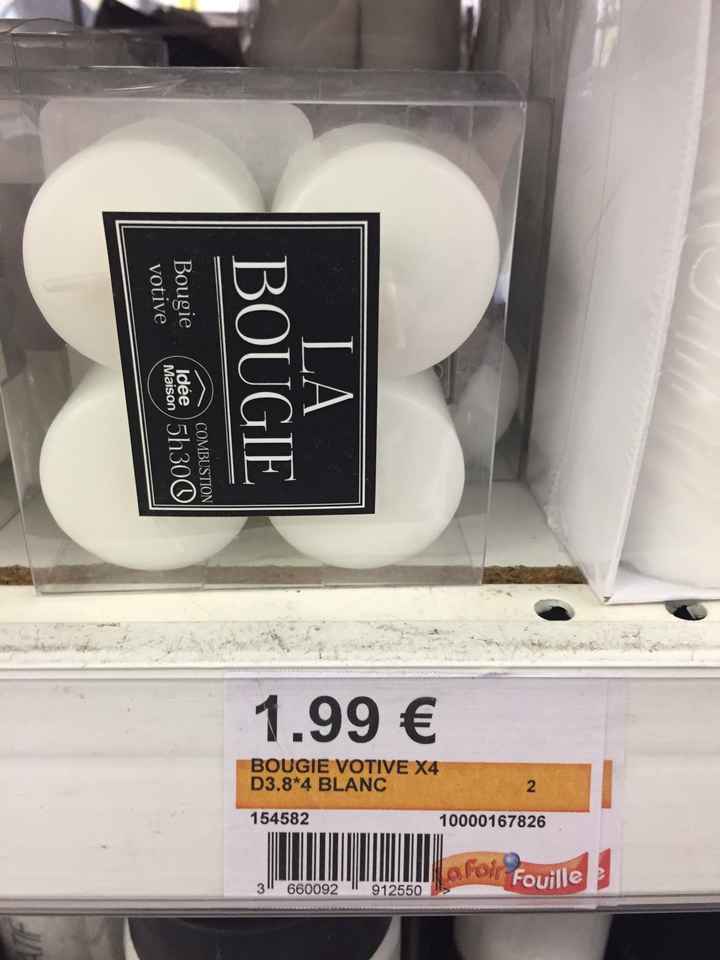 LA
BOUGIE
Bougie
votive
Idée
Maison
COMBUSTION
5h30
1.99 €
BOUGIE VOTIVE X4
D3.8*4 BLANC
2
154582
10000167826
3 660092 912550
La Foir'Fouille